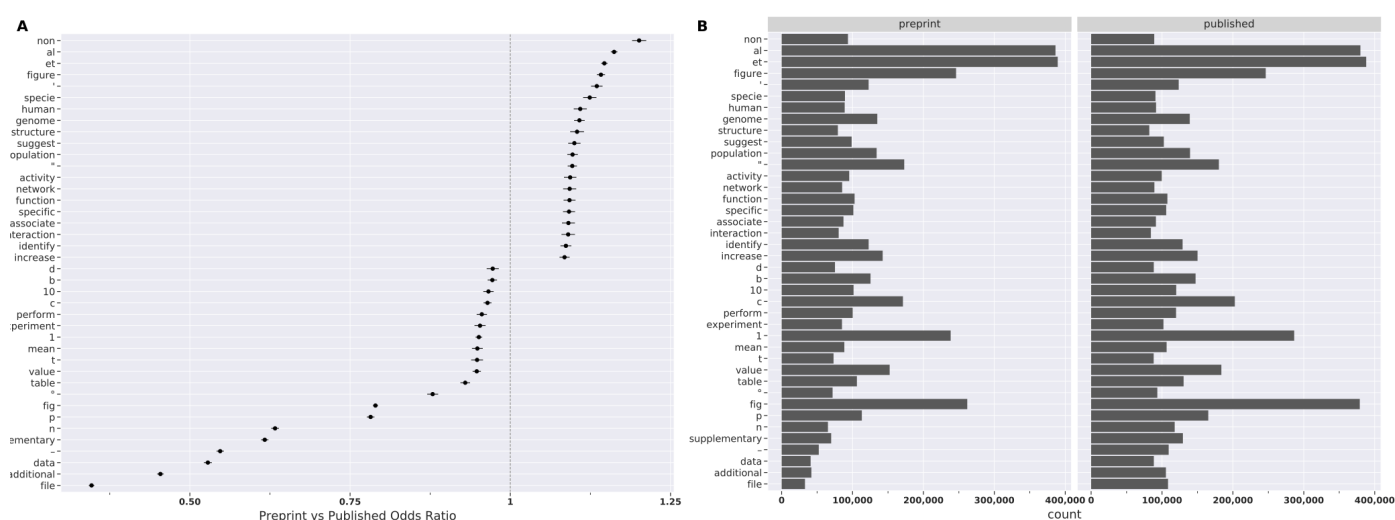 A
non
al
et
figure
'
specie
human
genome
structure
suggest
opulation
"
activity
network
function
specific
associate
nteraction
identify
increase
d
b
10
c
perform
periment
1
mean
t
value
table
°
fig
p
n
ementary
–
data
additional
file
0.50 0.75 1 1.25
Preprint vs Published Odds Ratio
B
preprint published
non
al
et
figure
'
specie
human
genome
structure
suggest
population
"
activity
network
function
specific
associate
interaction
identify
increase
d
b
10
c
perform
experiment
1
mean
t
value
table
°
fig
p
n
supplementary
–
data
additional
file
0 100,000 200,000 300,000 400,000 0 100,000 200,000 300,000 400,000
count